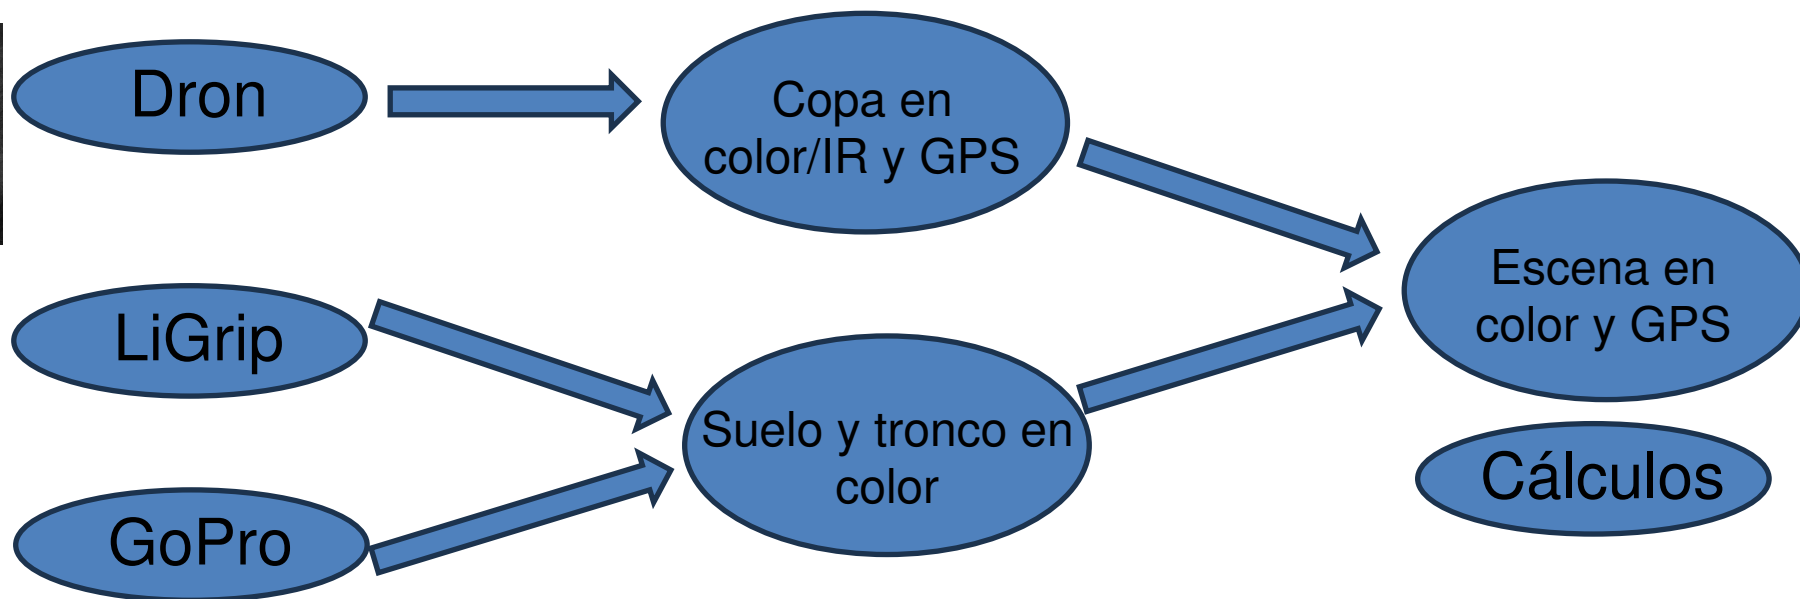 Dron
Copa en
color/IR y GPS
Escena en
color y GPS
LiGrip
Suelo y tronco en
color
Cálculos
GoPro